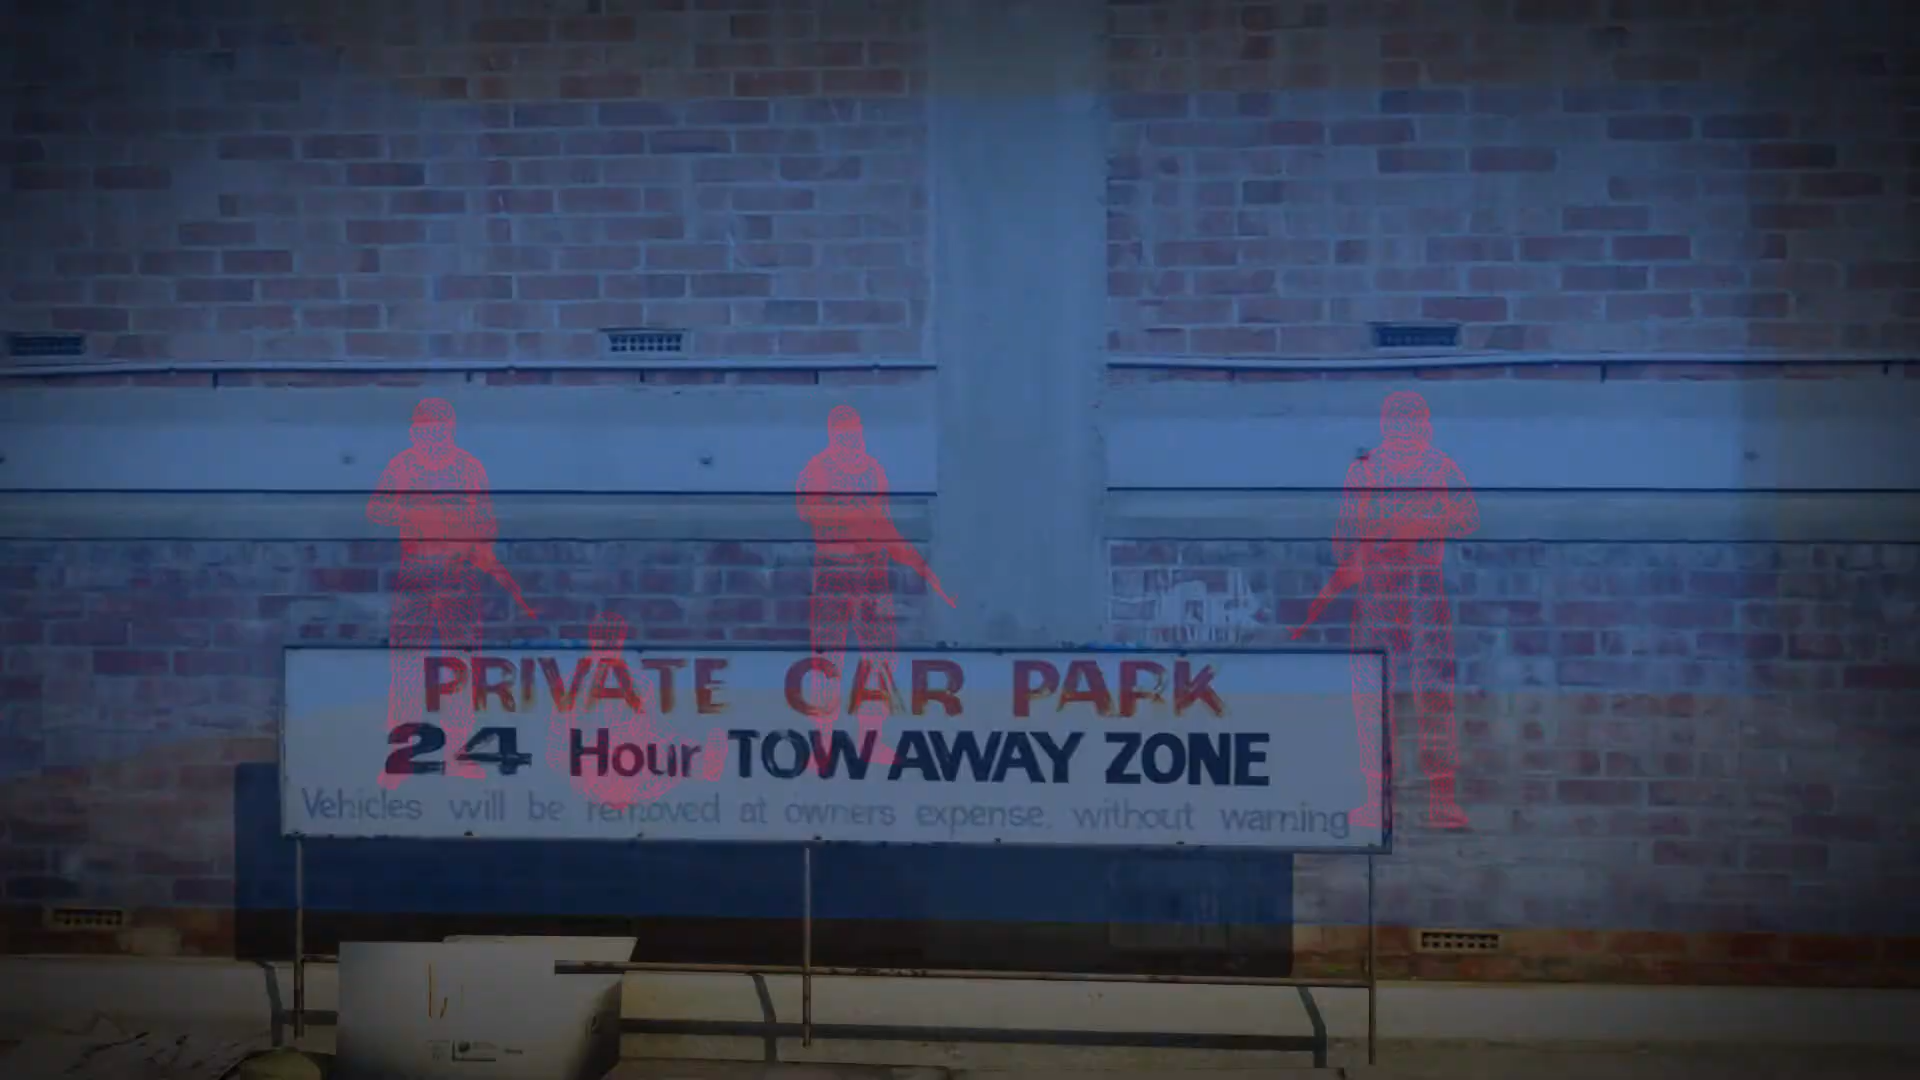 PRIVATE CAR PARK
24 Hour TOW AWAY ZONE
Vehicles will be removed at owners expense. without warning